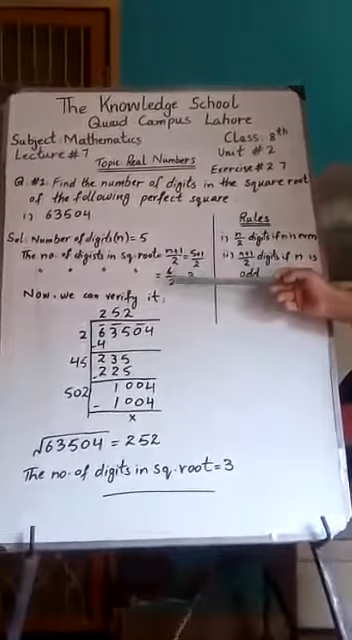 The Knowledge School
Quaid Campus Lahore
Subject: Mathematics Class: 8th
Lecture # 7 Unit # 2
Topic: Real Numbers Exercise # 2.7
Q #1: Find the number of digits in the square root
of the following perfect square
i) 63504
Rules
Sol: Number of digits(n) = 5
i) n/2 digits if n is even
The no. of digists in sq. root = n+1/2 = 5+1/2
ii) n+1/2 digits if n is
odd
" " " " = 6/2 = 3
Now, we can verify it:
252
2 63504
-4
45 235
-225
502 1004
- 1004
x
√63504 = 252
The no. of digits in sq. root = 3